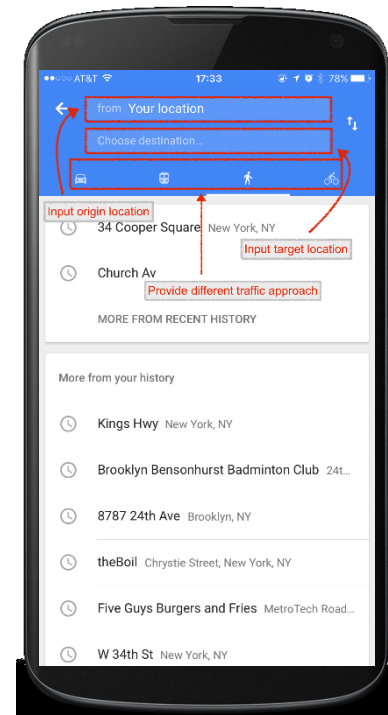 AT&T 17:33 78%
from Your location
Choose destination...
Input origin location
34 Cooper Square New York, NY
Input target location
Church Av
Provide different traffic approach
MORE FROM RECENT HISTORY
More from your history
Kings Hwy New York, NY
Brooklyn Bensonhurst Badminton Club 24t...
8787 24th Ave Brooklyn, NY
theBoil Chrystie Street, New York, NY
Five Guys Burgers and Fries MetroTech Road...
W 34th St New York, NY